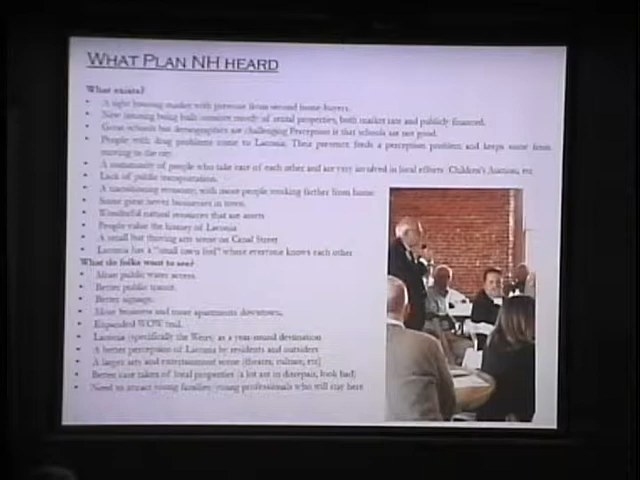 WHAT PLAN NH HEARD
What exists?
• A tight housing market with pressure from second home buyers.
• New housing being built consists mostly of rental properties, both market rate and publicly financed.
• Great schools but demographics are challenging Perception is that schools are not good.
• People with drug problems come to Laconia. Their presence feeds a perception problem and keeps some from
moving to the city.
• A community of people who take care of each other and are very involved in local efforts Children's Auction, etc
• Lack of public transportation.
• A transitioning economy, with most people working farther from home
• Some great newer businesses in town.
• Wonderful natural resources that are assets
• People value the history of Laconia
• A small but thriving arts scene on Canal Street
• Laconia has a "small town feel" where everyone knows each other
What do folks want to see?
• More public water access.
• Better public transit.
• Better signage.
• More business and more apartments downtown.
• Expanded WOW trail.
• Laconia (specifically the Weirs) as a year-round destination
• A better perception of Laconia by residents and outsiders
• A larger arts and entertainment scene (theatre, culture, etc)
• Better care taken of local properties (a lot are in disrepair, look bad)
• Need to attract young families/young professionals who will stay here